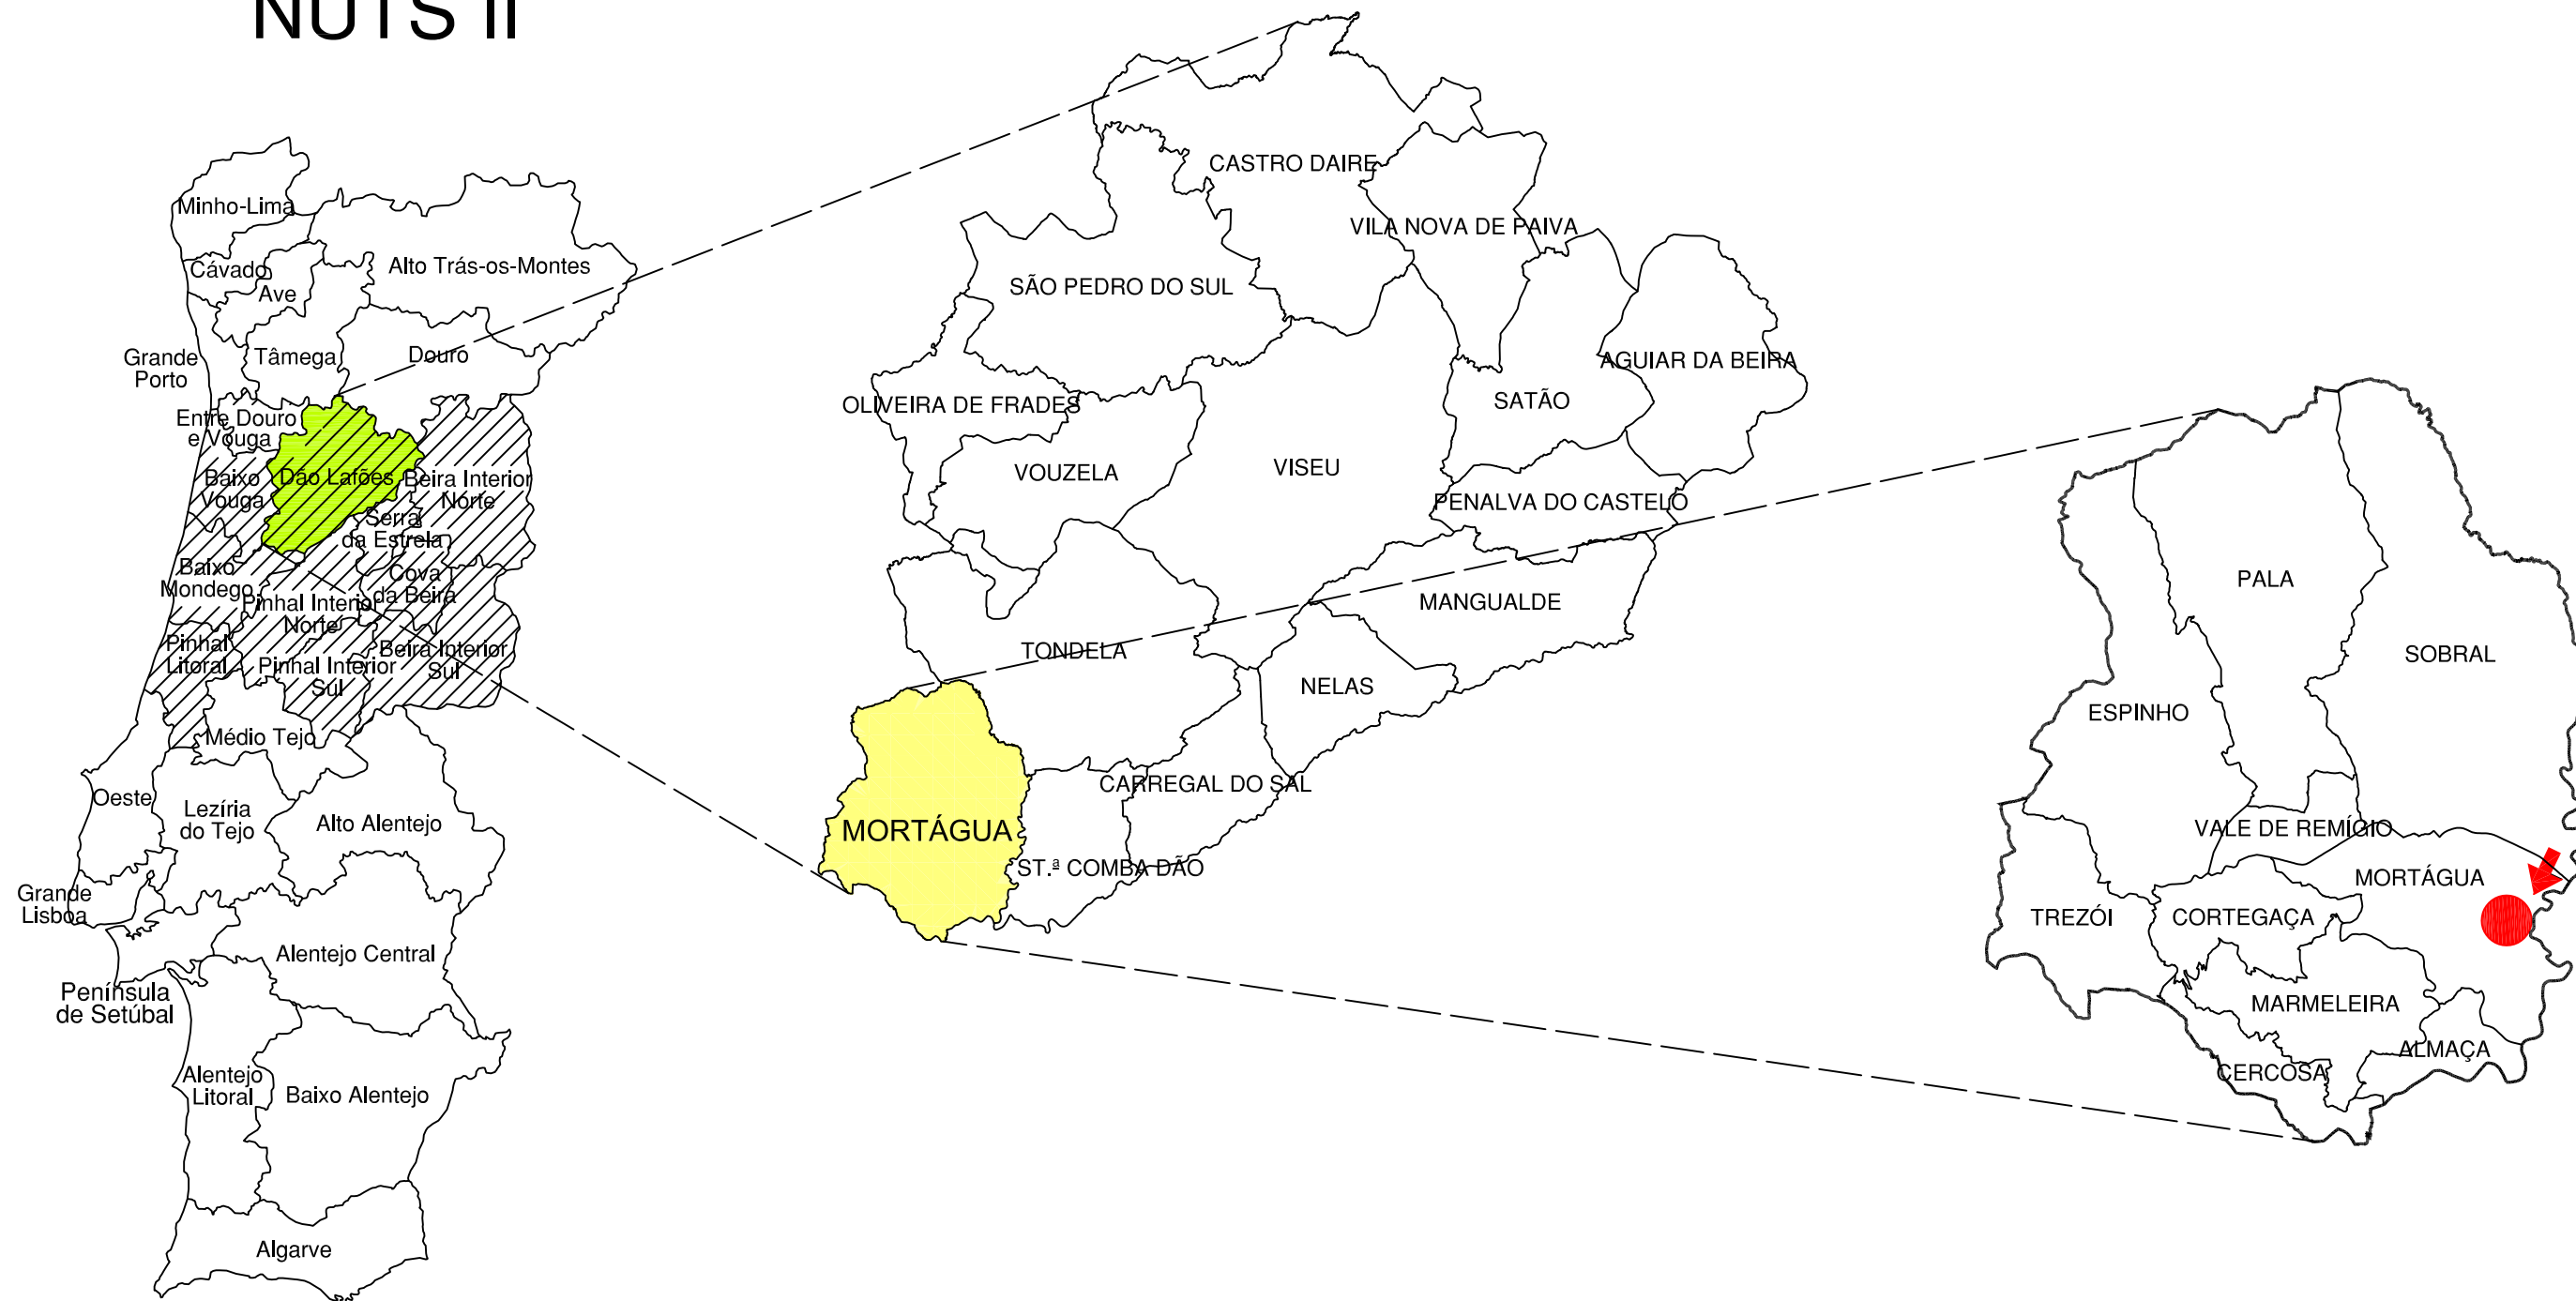 NUTS II
Minho-Lima
Cávado
Ave
Alto Trás-os-Montes
Grande
Porto
Tâmega
Douro
Entre Douro
e Vouga
Baixo
Vouga
Dão Lafões
Beira Interior
Norte
Serra
da Estrela
Baixo
Mondego
Cova
da Beira
Pinhal Interior
Norte
Pinhal
Litoral
Pinhal Interior
Sul
Beira Interior
Sul
Médio Tejo
Oeste
Lezíria
do Tejo
Alto Alentejo
Grande
Lisboa
Alentejo Central
Península
de Setúbal
Alentejo
Litoral
Baixo Alentejo
Algarve
CASTRO DAIRE
VILA NOVA DE PAIVA
SÃO PEDRO DO SUL
AGUIAR DA BEIRA
OLIVEIRA DE FRADES
SATÃO
VOUZELA
VISEU
PENALVA DO CASTELO
MANGUALDE
TONDELA
NELAS
CARREGAL DO SAL
MORTÁGUA
ST.ª COMBA DÃO
PALA
SOBRAL
ESPINHO
VALE DE REMÍGIO
MORTÁGUA
TREZÓI
CORTEGAÇA
MARMELEIRA
ALMAÇA
CERCOSA